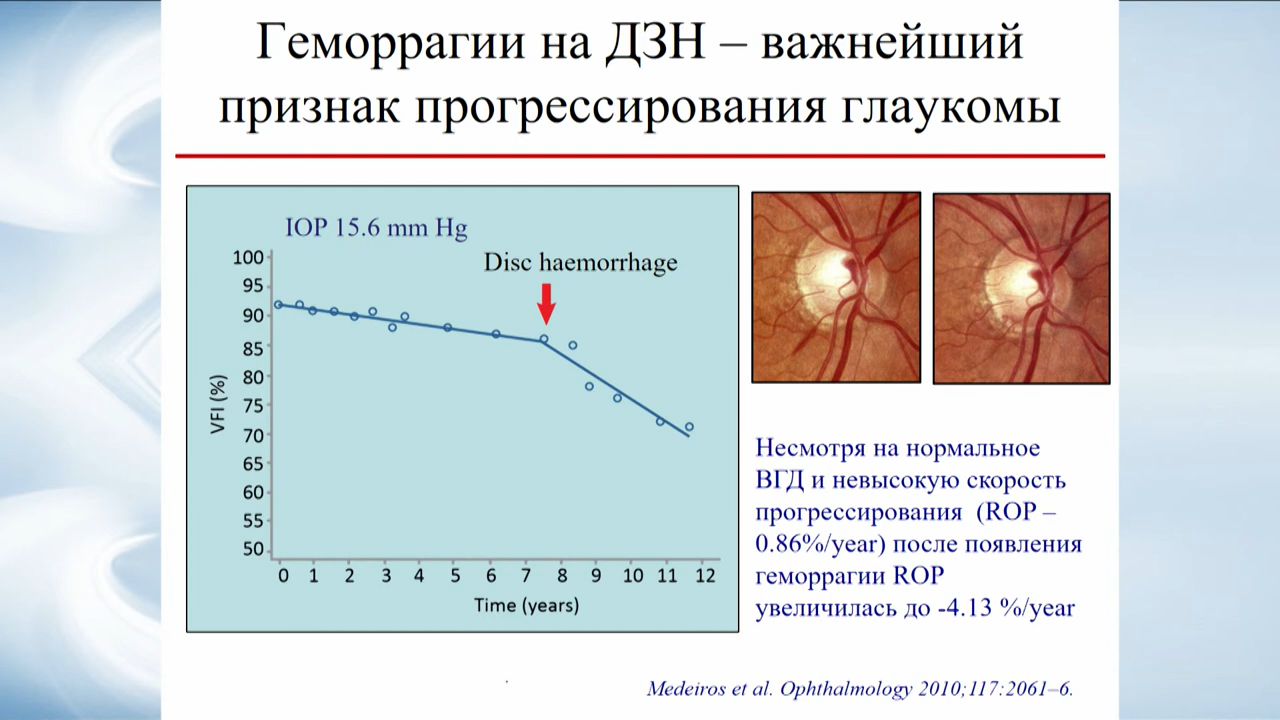 Геморрагии на ДЗН – важнейший
признак прогрессирования глаукомы
IOP 15.6 mm Hg
Disc haemorrhage
100
95
90
85
80
75
70
65
60
55
50
VFI (%)
0 1 2 3 4 5 6 7 8 9 10 11 12
Time (years)
Несмотря на нормальное
ВГД и невысокую скорость
прогрессирования (ROP –
0.86%/year) после появления
геморрагии ROP
увеличилась до -4.13 %/year
Medeiros et al. Ophthalmology 2010;117:2061–6.